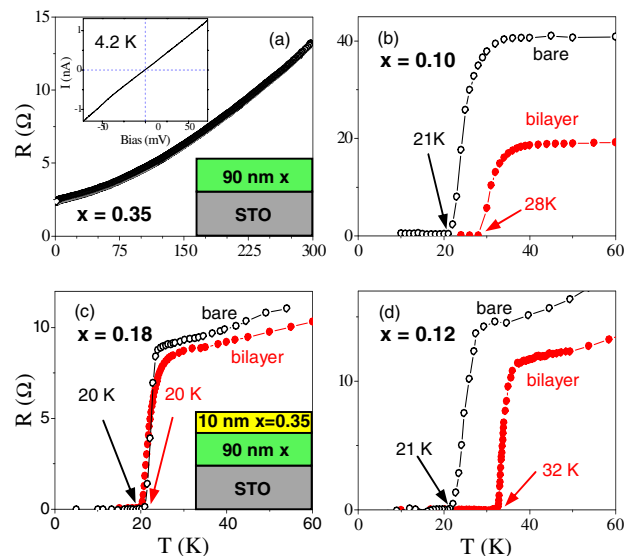 (a)
4.2 K
I (nA)
1
0
-1
-50
0
50
Bias (mV)
R (Ω)
15
10
5
0
x = 0.35
90 nm x
STO
0
75
150
225
300
(b)
x = 0.10
bare
bilayer
21K
28K
40
20
0
0
20
40
60
(c)
x = 0.18
bare
bilayer
20 K
20 K
R (Ω)
10
5
0
10 nm x=0.35
90 nm x
STO
0
20
40
60
T (K)
(d)
x = 0.12
bare
bilayer
21 K
32 K
10
0
0
20
40
60
T (K)